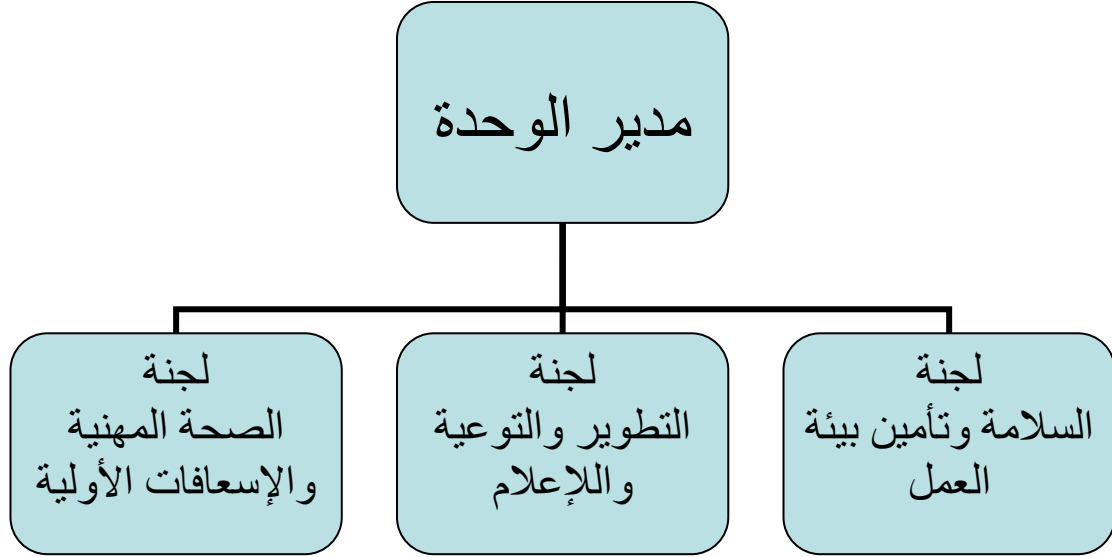 مدير الوحدة
لجنة
السلامة وتأمين بيئة
العمل
لجنة
التطوير والتوعية
واللإعلام
لجنة
الصحة المهنية
والإسعافات الأولية